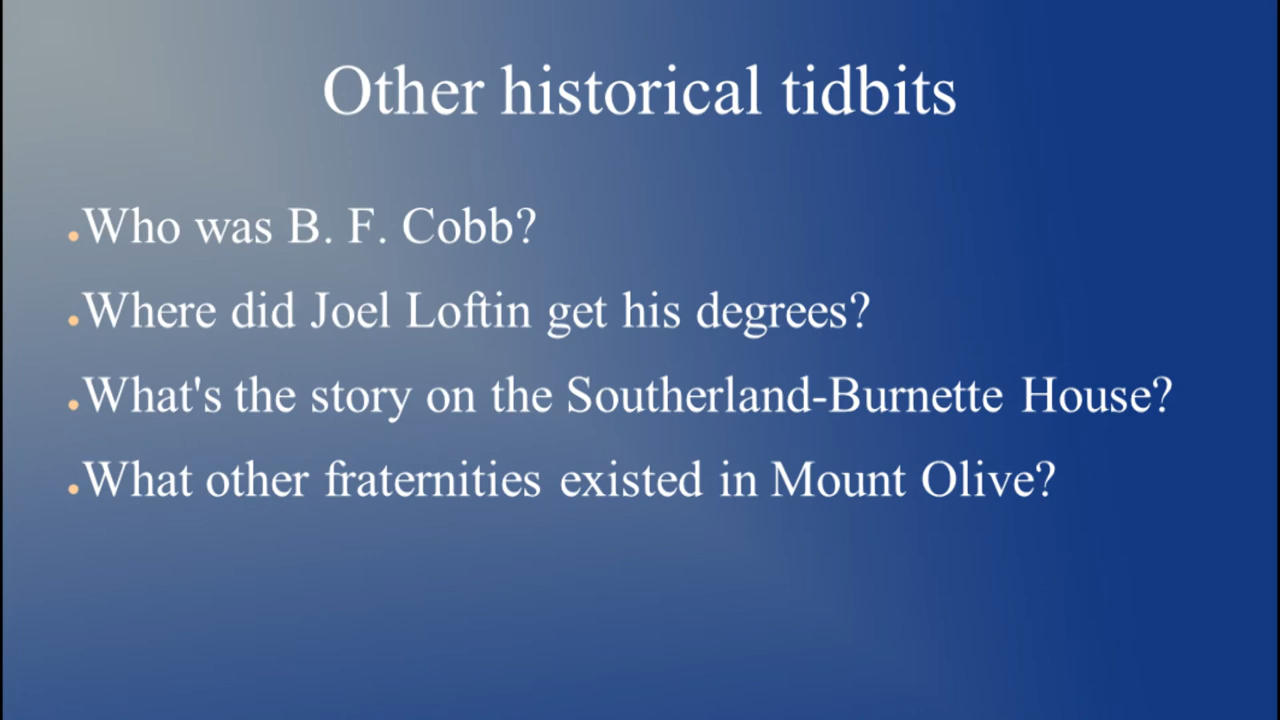 Other historical tidbits
•Who was B. F. Cobb?
•Where did Joel Loftin get his degrees?
•What's the story on the Southerland-Burnette House?
•What other fraternities existed in Mount Olive?